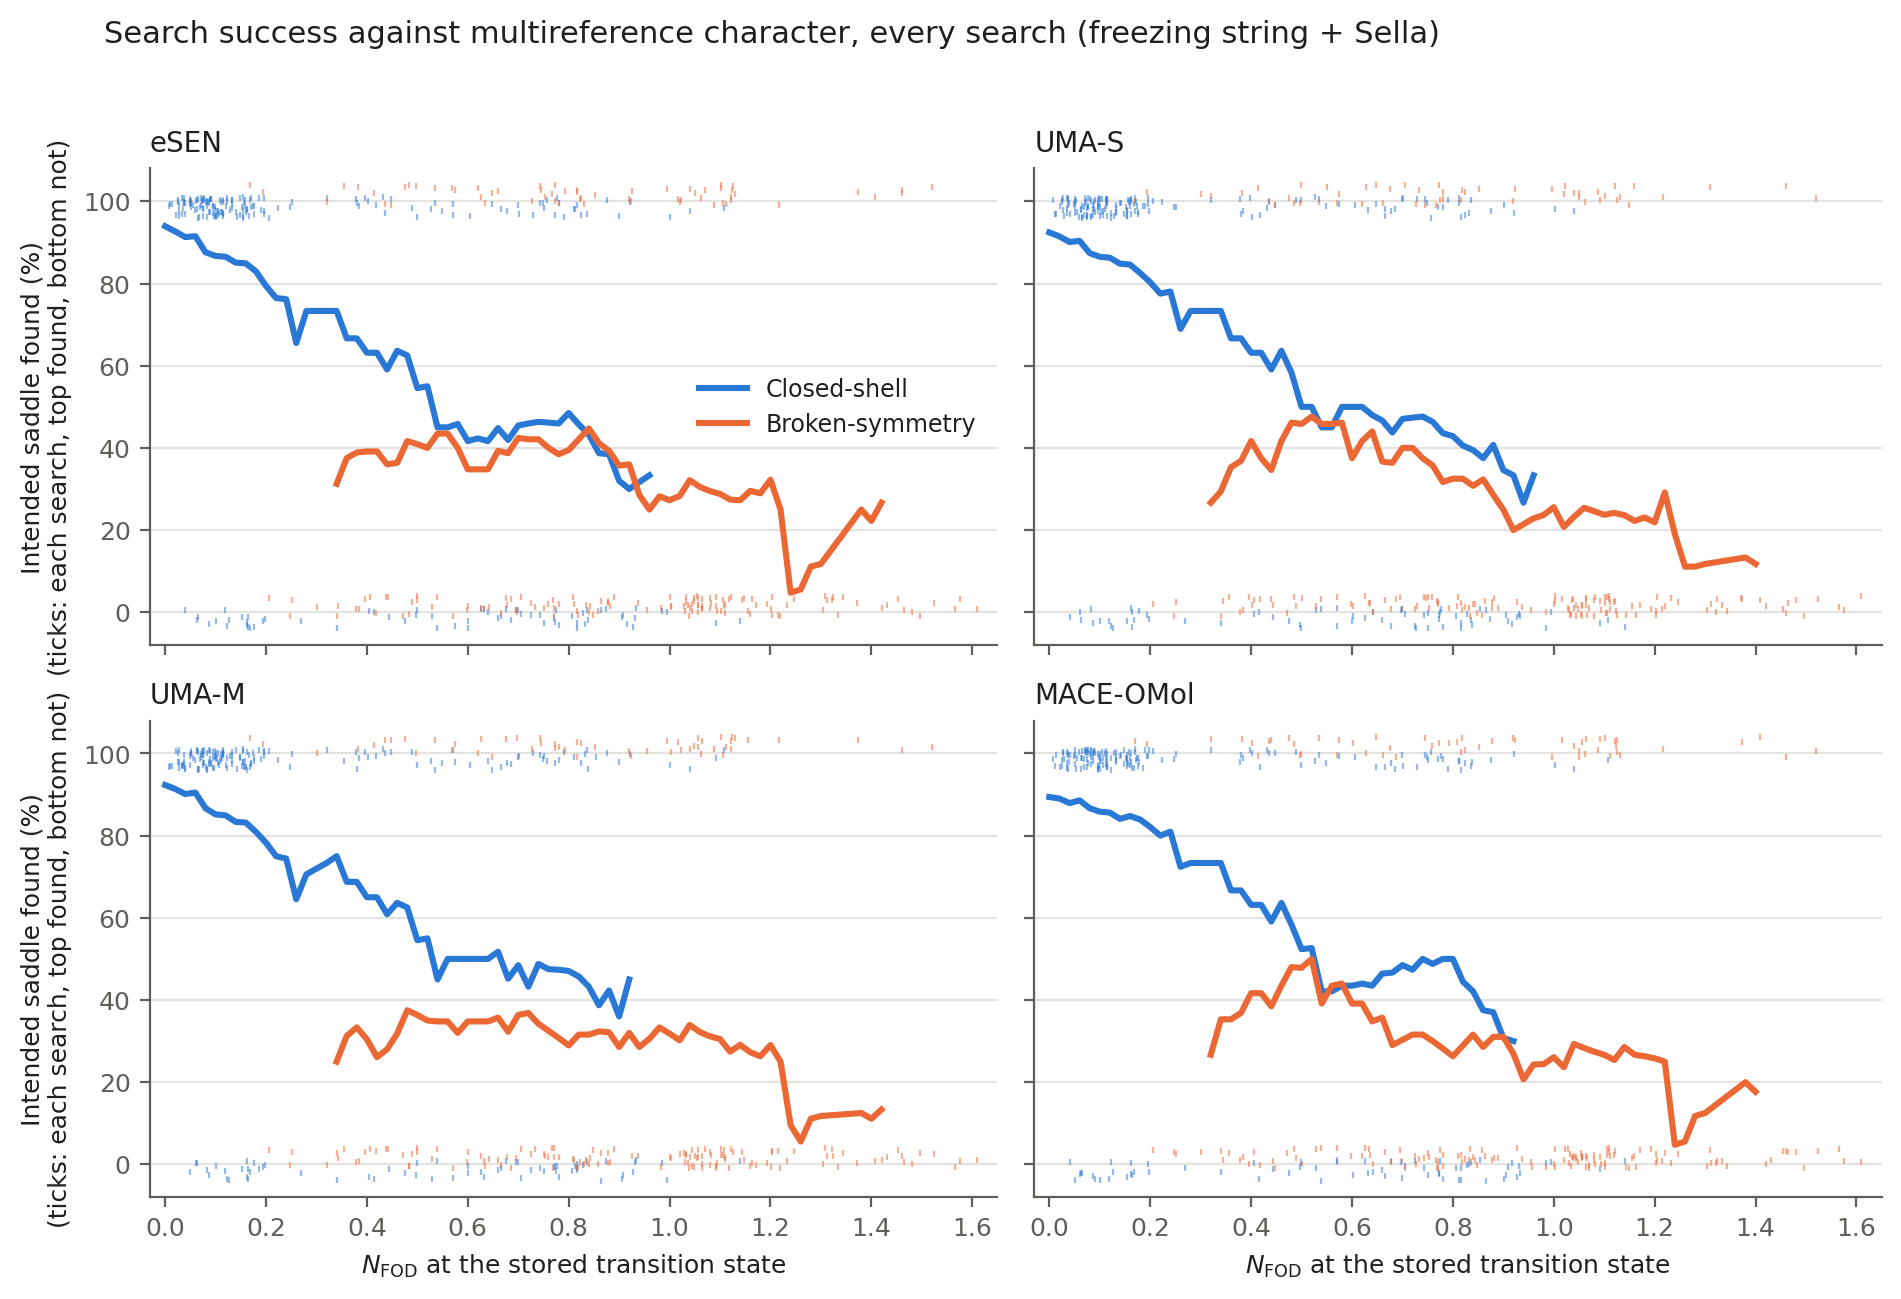 Search success against multireference character, every search (freezing string + Sella)
eSEN
UMA-S
Intended saddle found (%)
(ticks: each search, top found, bottom not)
100
80
60
40
20
0
Closed-shell
Broken-symmetry
UMA-M
MACE-OMol
Intended saddle found (%)
(ticks: each search, top found, bottom not)
100
80
60
40
20
0
0.0 0.2 0.4 0.6 0.8 1.0 1.2 1.4 1.6
0.0 0.2 0.4 0.6 0.8 1.0 1.2 1.4 1.6
N_FOD at the stored transition state
N_FOD at the stored transition state